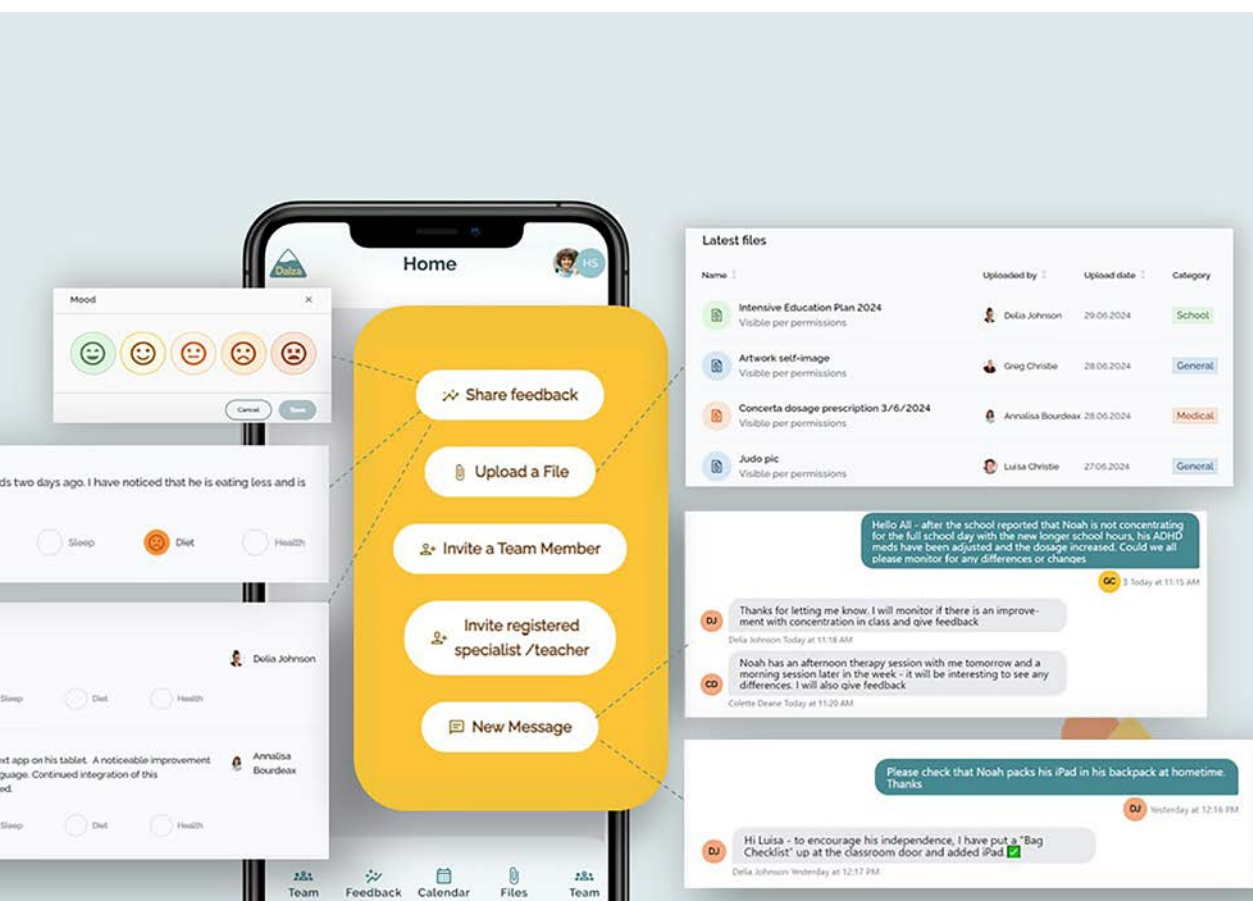 Dalza
Home
HS
Mood
×
Cancel
Save
ds two days ago. I have noticed that he is eating less and is
Sleep
Diet
Health
Delia Johnson
Sleep
Diet
Health
xt app on his tablet. A noticeable improvement
guage. Continued integration of this
ed.
Annalisa
Bourdeax
Sleep
Diet
Health
Share feedback
Upload a File
Invite a Team Member
Invite registered
specialist /teacher
New Message
Team
Feedback
Calendar
Files
Team
Latest files
Name
Uploaded by
Upload date
Category
Intensive Education Plan 2024
Visible per permissions
Delia Johnson
29.06.2024
School
Artwork self-image
Visible per permissions
Greg Christie
28.06.2024
General
Concerta dosage prescription 3/6/2024
Visible per permissions
Annalisa Bourdeax
28.06.2024
Medical
Judo pic
Visible per permissions
Luisa Christie
27.06.2024
General
Hello All - after the school reported that Noah is not concentrating
for the full school day with the new longer school hours, his ADHD
meds have been adjusted and the dosage increased. Could we all
please monitor for any differences or changes
GC
3 Today at 11:15 AM
DJ
Thanks for letting me know. I will monitor if there is an improve-
ment with concentration in class and give feedback
Delia Johnson Today at 11:18 AM
CD
Noah has an afternoon therapy session with me tomorrow and a
morning session later in the week - it will be interesting to see any
differences. I will also give feedback
Colette Deane Today at 11:20 AM
Please check that Noah packs his iPad in his backpack at hometime.
Thanks
DJ
Yesterday at 12:16 PM
DJ
Hi Luisa - to encourage his independence, I have put a "Bag
Checklist" up at the classroom door and added iPad.✅
Delia Johnson Yesterday at 12:17 PM